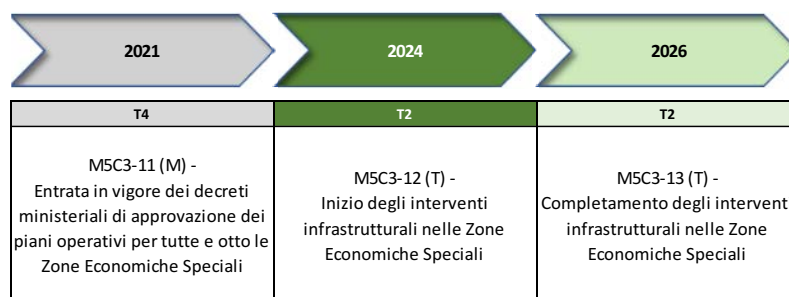 2021
2024
2026
T4
T2
T2
M5C3-11 (M) -
Entrata in vigore dei decreti
ministeriali di approvazione dei
piani operativi per tutte e otto le
Zone Economiche Speciali
M5C3-12 (T) -
Inizio degli interventi
infrastrutturali nelle Zone
Economiche Speciali
M5C3-13 (T) -
Completamento degli intervent
infrastrutturali nelle Zone
Economiche Speciali